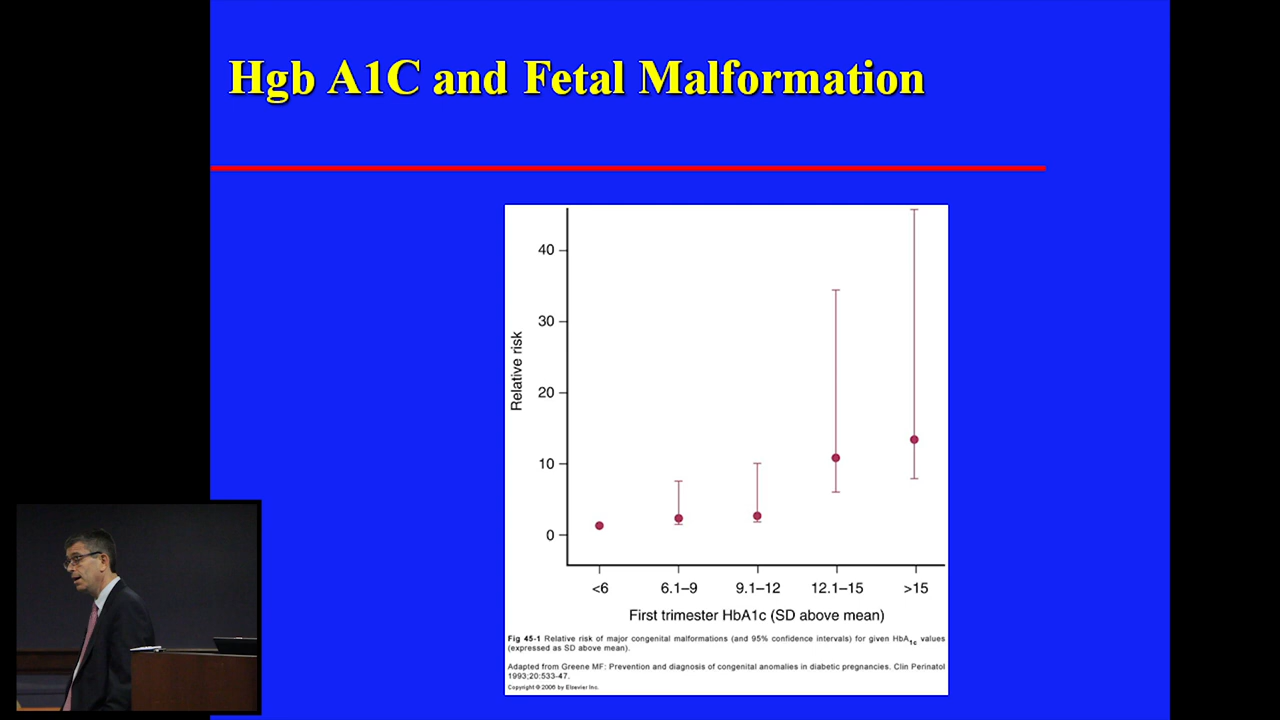 Hgb A1C and Fetal Malformation
40
30
20
10
0
Relative risk
<6 6.1–9 9.1–12 12.1–15 >15
First trimester HbA1c (SD above mean)
Fig 45-1 Relative risk of major congenital malformations (and 95% confidence intervals) for given HbA1c values
(expressed as SD above mean).
Adapted from Greene MF: Prevention and diagnosis of congenital anomalies in diabetic pregnancies. Clin Perinatol
1993;20:533-47.
Copyright © 2006 by Elsevier Inc.